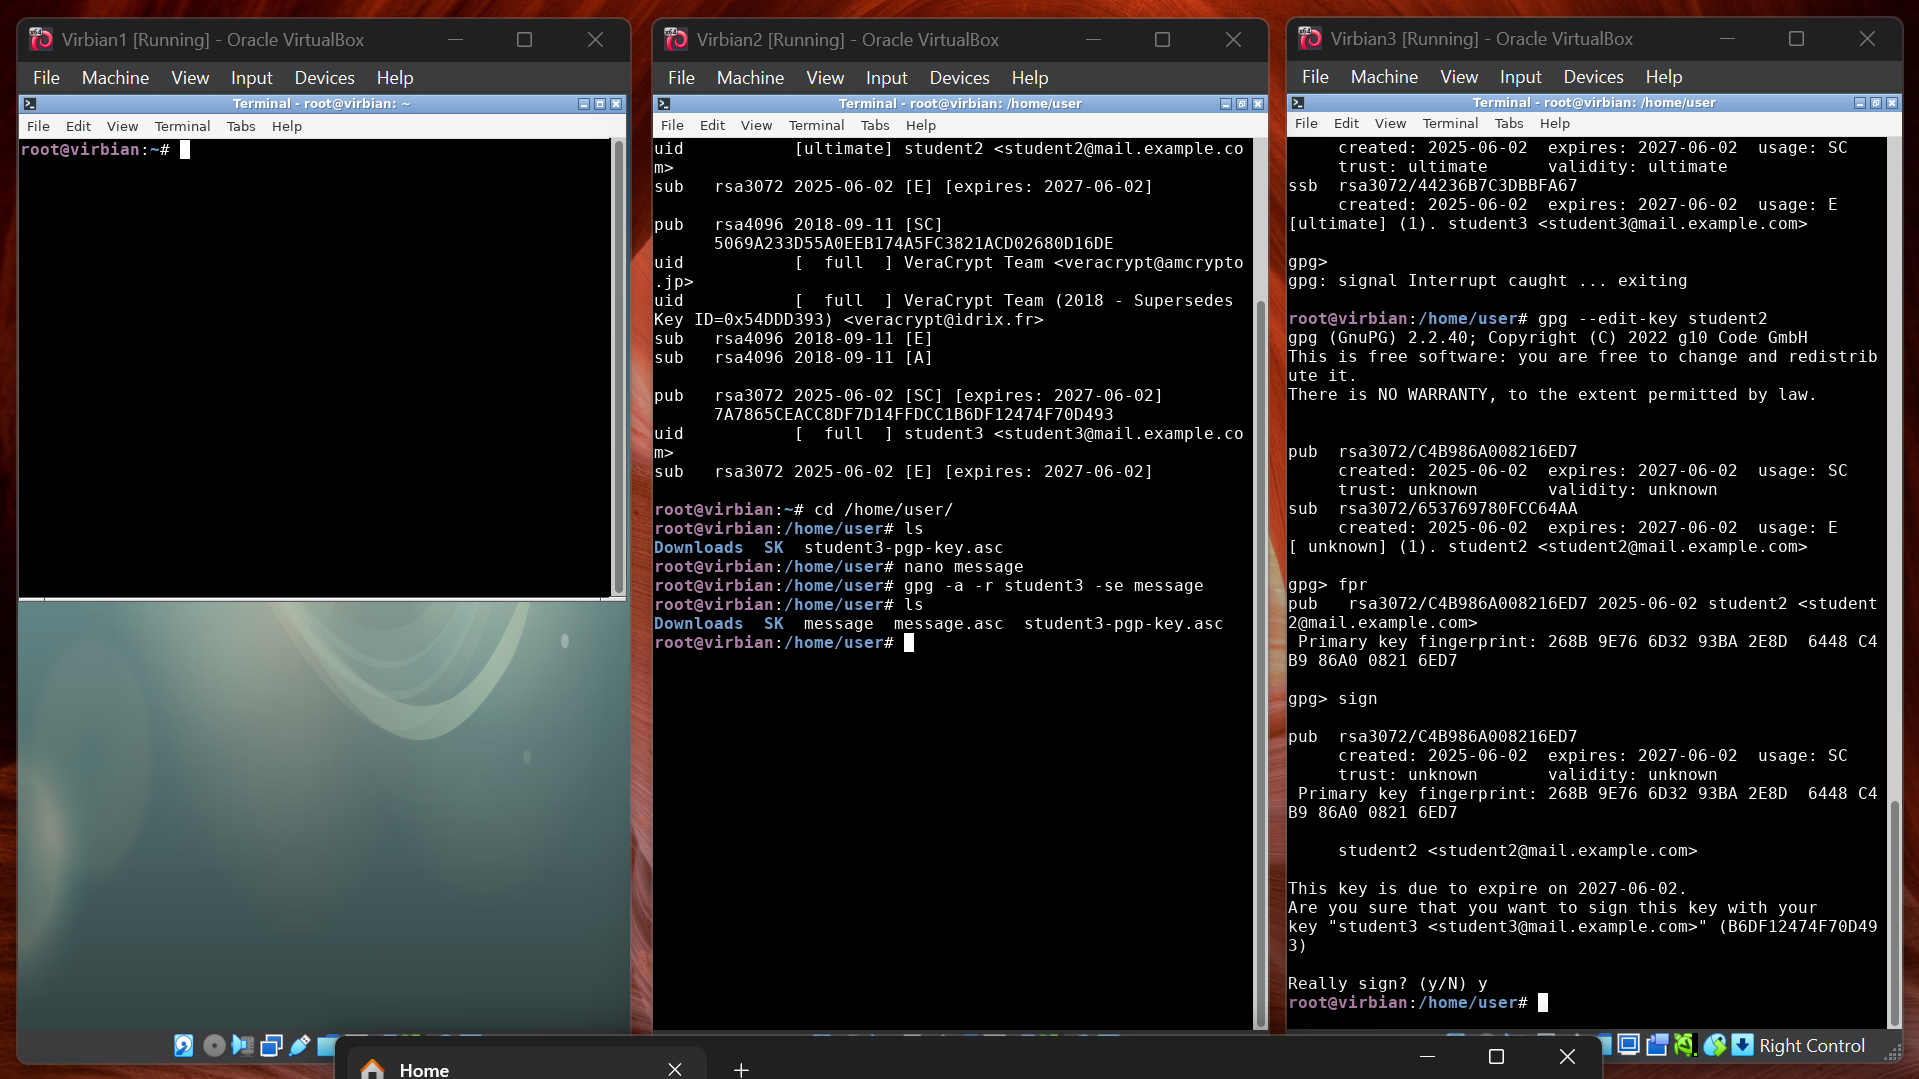 Virbian1 [Running] - Oracle VirtualBox
File Machine View Input Devices Help
Terminal - root@virbian: ~
File Edit View Terminal Tabs Help
root@virbian:~#
Virbian2 [Running] - Oracle VirtualBox
File Machine View Input Devices Help
Terminal - root@virbian: /home/user
File Edit View Terminal Tabs Help
uid           [ultimate] student2 <student2@mail.example.co
m>
sub   rsa3072 2025-06-02 [E] [expires: 2027-06-02]
pub   rsa4096 2018-09-11 [SC]
      5069A233D55A0EEB174A5FC3821ACD02680D16DE
uid           [  full  ] VeraCrypt Team <veracrypt@amcrypto
.jp>
uid           [  full  ] VeraCrypt Team (2018 - Supersedes
Key ID=0x54DDD393) <veracrypt@idrix.fr>
sub   rsa4096 2018-09-11 [E]
sub   rsa4096 2018-09-11 [A]
pub   rsa3072 2025-06-02 [SC] [expires: 2027-06-02]
      7A7865CEACC8DF7D14FFDCC1B6DF12474F70D493
uid           [  full  ] student3 <student3@mail.example.co
m>
sub   rsa3072 2025-06-02 [E] [expires: 2027-06-02]
root@virbian:~# cd /home/user/
root@virbian:/home/user# ls
Downloads  SK  student3-pgp-key.asc
root@virbian:/home/user# nano message
root@virbian:/home/user# gpg -a -r student3 -se message
root@virbian:/home/user# ls
Downloads  SK  message  message.asc  student3-pgp-key.asc
root@virbian:/home/user#
Virbian3 [Running] - Oracle VirtualBox
File Machine View Input Devices Help
Terminal - root@virbian: /home/user
File Edit View Terminal Tabs Help
     created: 2025-06-02  expires: 2027-06-02  usage: SC
     trust: ultimate      validity: ultimate
ssb  rsa3072/44236B7C3DBBFA67
     created: 2025-06-02  expires: 2027-06-02  usage: E
[ultimate] (1). student3 <student3@mail.example.com>
gpg>
gpg: signal Interrupt caught ... exiting
root@virbian:/home/user# gpg --edit-key student2
gpg (GnuPG) 2.2.40; Copyright (C) 2022 g10 Code GmbH
This is free software: you are free to change and redistrib
ute it.
There is NO WARRANTY, to the extent permitted by law.
pub  rsa3072/C4B986A008216ED7
     created: 2025-06-02  expires: 2027-06-02  usage: SC
     trust: unknown       validity: unknown
sub  rsa3072/653769780FCC64AA
     created: 2025-06-02  expires: 2027-06-02  usage: E
[ unknown] (1). student2 <student2@mail.example.com>
gpg> fpr
pub   rsa3072/C4B986A008216ED7 2025-06-02 student2 <student
2@mail.example.com>
 Primary key fingerprint: 268B 9E76 6D32 93BA 2E8D  6448 C4
B9 86A0 0821 6ED7
gpg> sign
pub  rsa3072/C4B986A008216ED7
     created: 2025-06-02  expires: 2027-06-02  usage: SC
     trust: unknown       validity: unknown
 Primary key fingerprint: 268B 9E76 6D32 93BA 2E8D  6448 C4
B9 86A0 0821 6ED7
     student2 <student2@mail.example.com>
This key is due to expire on 2027-06-02.
Are you sure that you want to sign this key with your
key "student3 <student3@mail.example.com>" (B6DF12474F70D49
3)
Really sign? (y/N) y
root@virbian:/home/user#
Right Control
Home